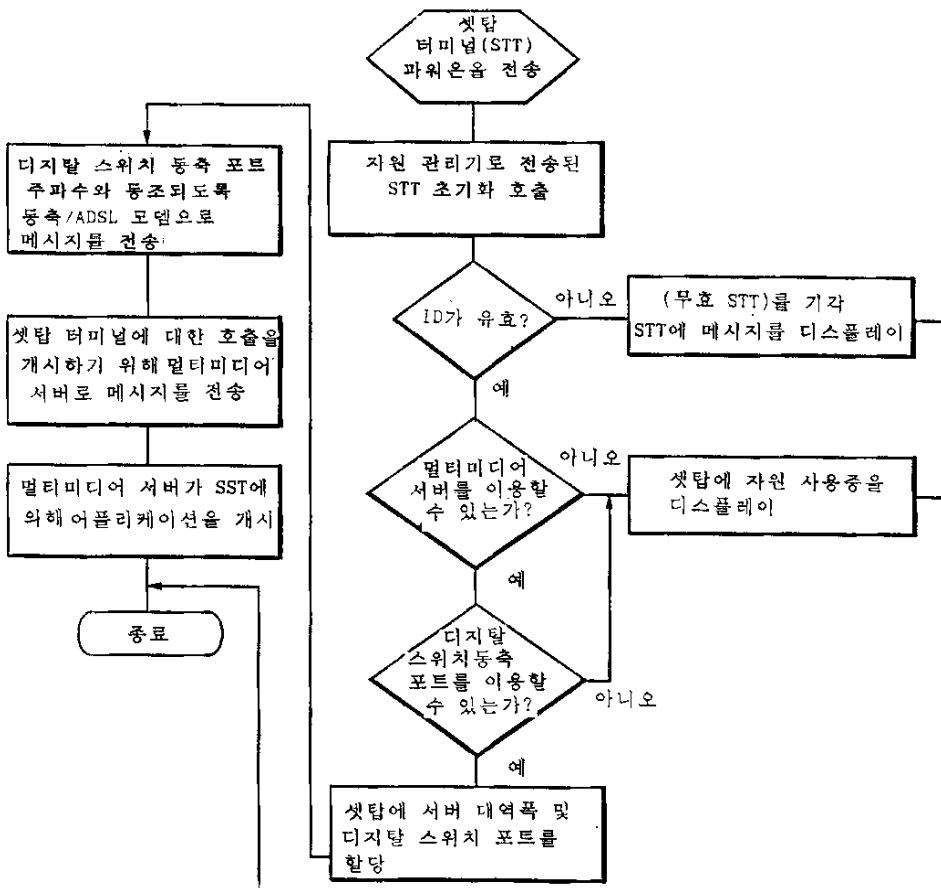 셋탑
터미널(STT)
파워온을 전송
자원 관리기로 전송된
STT 초기화 호출
ID가 유효?
아니오
(무효 STT)를 기각
STT에 메시지를 디스플레이
예
멀티미디어
서버를 이용할
수 있는가?
아니오
셋탑에 자원 사용중을
디스플레이
예
디지탈
스위치동축
포트를 이용할
수 있는가?
아니오
예
셋탑에 서버 대역폭 및
디지탈 스위치 포트를
할당
디지탈 스위치 동축 포트
주파수와 동조되도록
동축/ADSL 모뎀으로
메시지를 전송
셋탑 터미널에 대한 호출을
개시하기 위해 멀티미디어
서버로 메시지를 전송
멀티미디어 서버가 SST에
의해 어플리케이션을 개시
종료